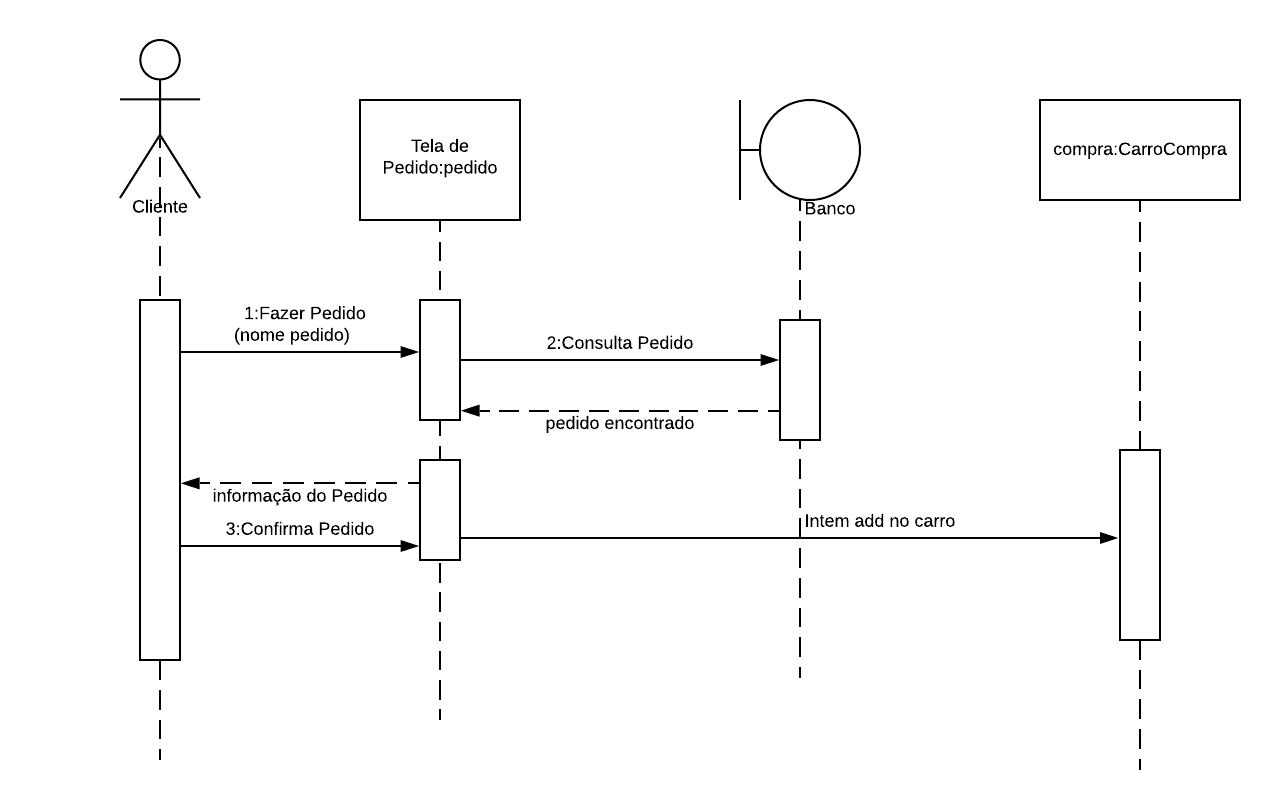 Tela de
Pedido:pedido
compra:CarroCompra
Cliente
Banco
1:Fazer Pedido
(nome pedido)
2:Consulta Pedido
pedido encontrado
informação do Pedido
3:Confirma Pedido
Intem add no carro